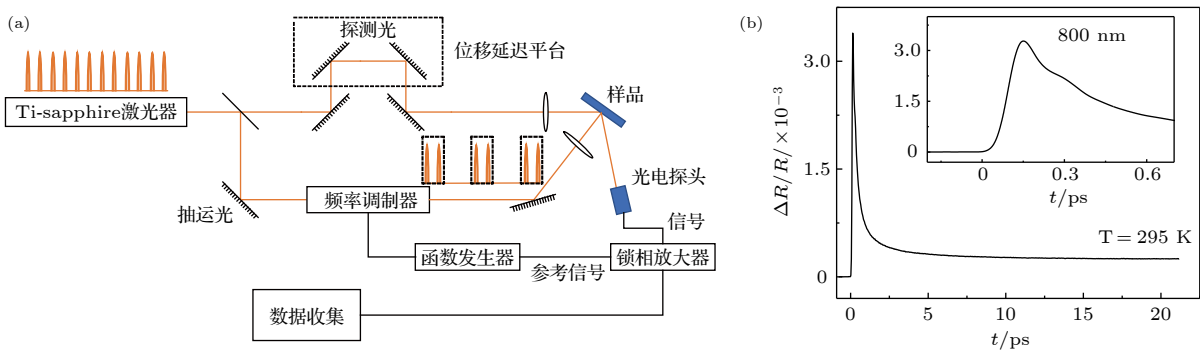 (a)
探测光
位移延迟平台
Ti-sapphire激光器
样品
光电探头
抽运光
频率调制器
信号
函数发生器
参考信号
锁相放大器
数据收集
(b)
800 nm
3.0
1.5
0
0
0.2
0.6
t/ps
3.0
1.5
0
ΔR/R/×10⁻³
T = 295 K
0
5
10
15
20
t/ps